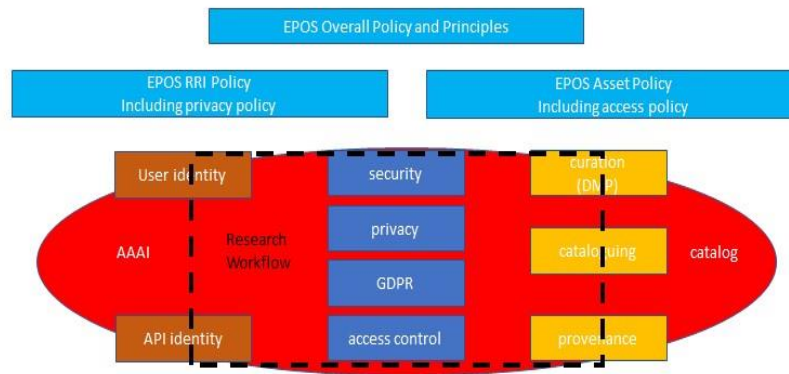 EPOS Overall Policy and Principles
EPOS RRI Policy
Including privacy policy
EPOS Asset Policy
Including access policy
User identity
security
curation
(DMP)
AAAI
Research
Workflow
privacy
cataloguing
catalog
GDPR
API identity
access control
provenance